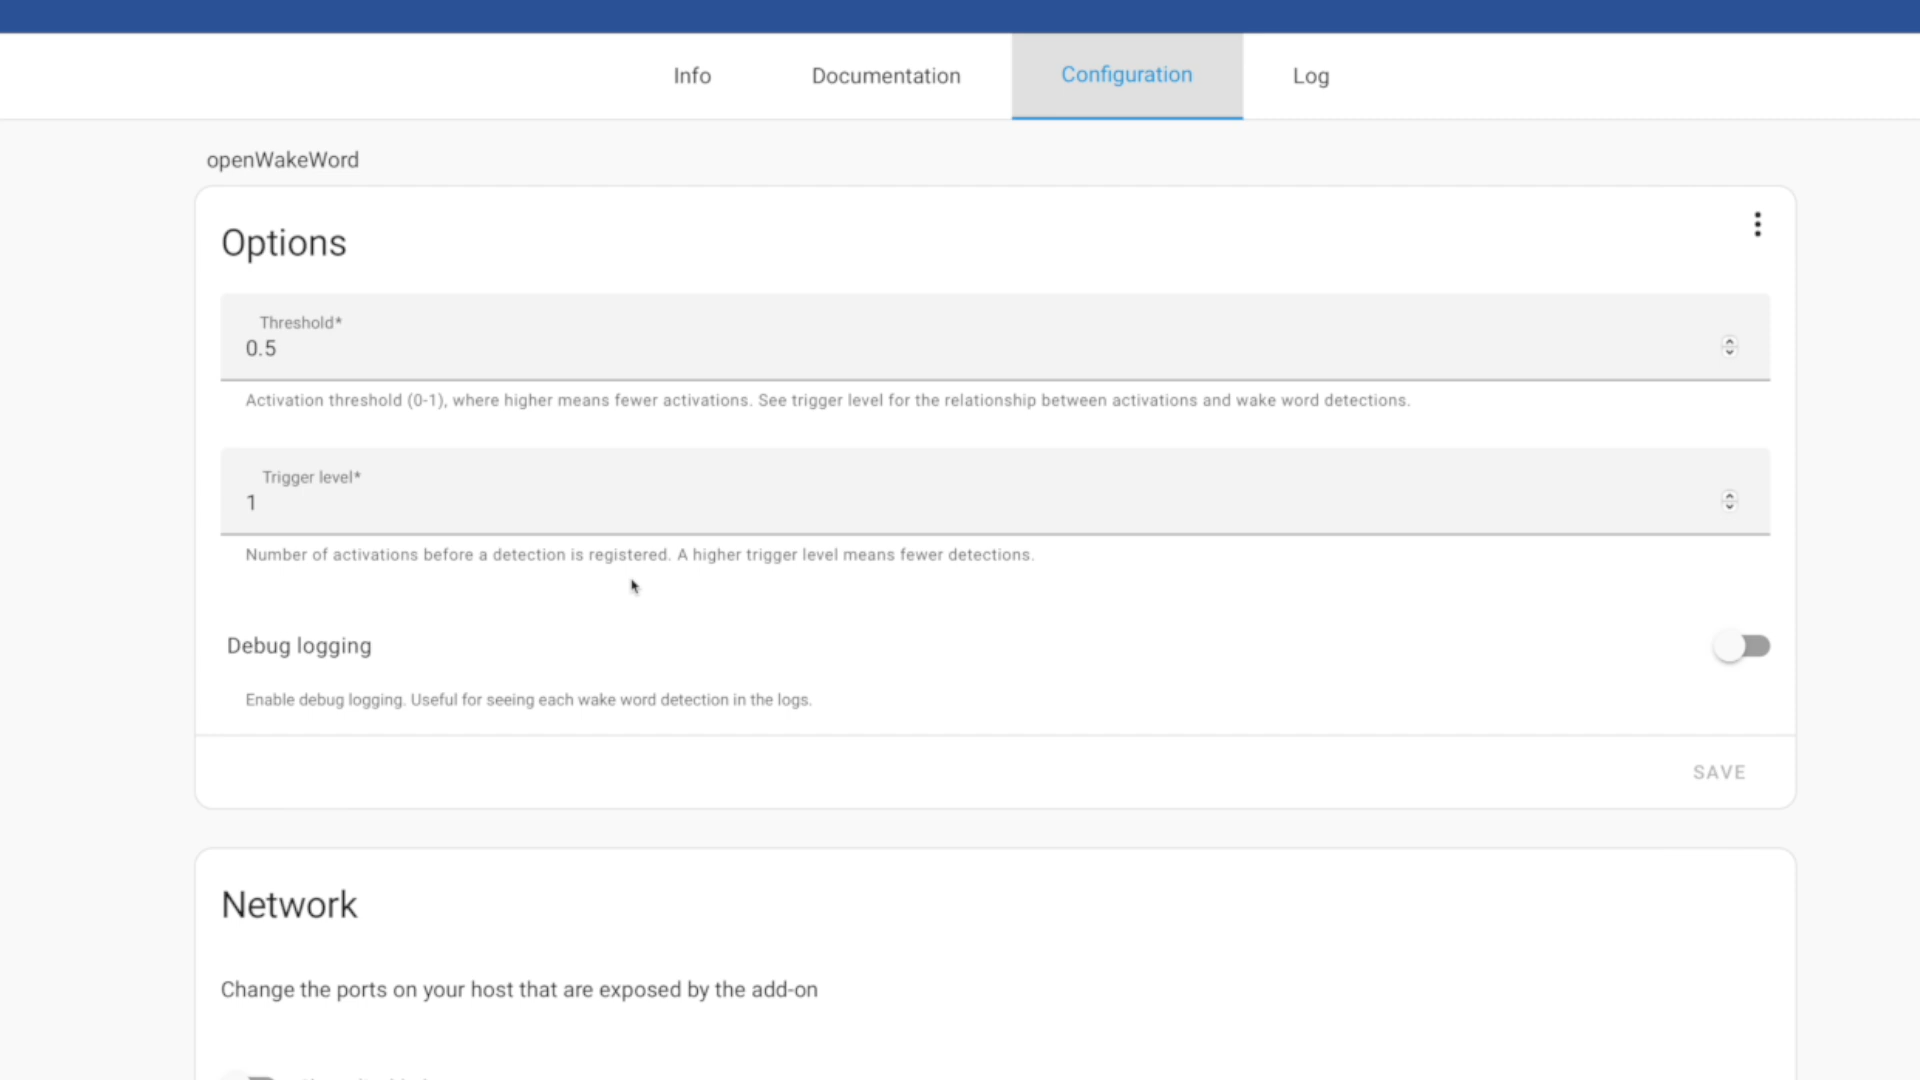 Info
Documentation
Configuration
Log
openWakeWord
Options
Threshold*
0.5
Activation threshold (0-1), where higher means fewer activations. See trigger level for the relationship between activations and wake word detections.
Trigger level*
1
Number of activations before a detection is registered. A higher trigger level means fewer detections.
Debug logging
Enable debug logging. Useful for seeing each wake word detection in the logs.
SAVE
Network
Change the ports on your host that are exposed by the add-on